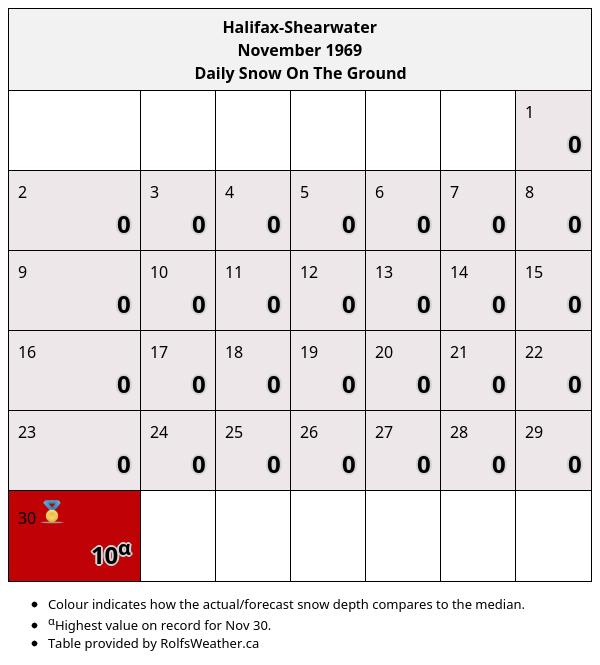 Halifax-Shearwater
November 1969
Daily Snow On The Ground
1
0
2 3 4 5 6 7 8
0 0 0 0 0 0 0
9 10 11 12 13 14 15
0 0 0 0 0 0 0
16 17 18 19 20 21 22
0 0 0 0 0 0 0
23 24 25 26 27 28 29
0 0 0 0 0 0 0
30
10α
• Colour indicates how the actual/forecast snow depth compares to the median.
• αHighest value on record for Nov 30.
• Table provided by RolfsWeather.ca